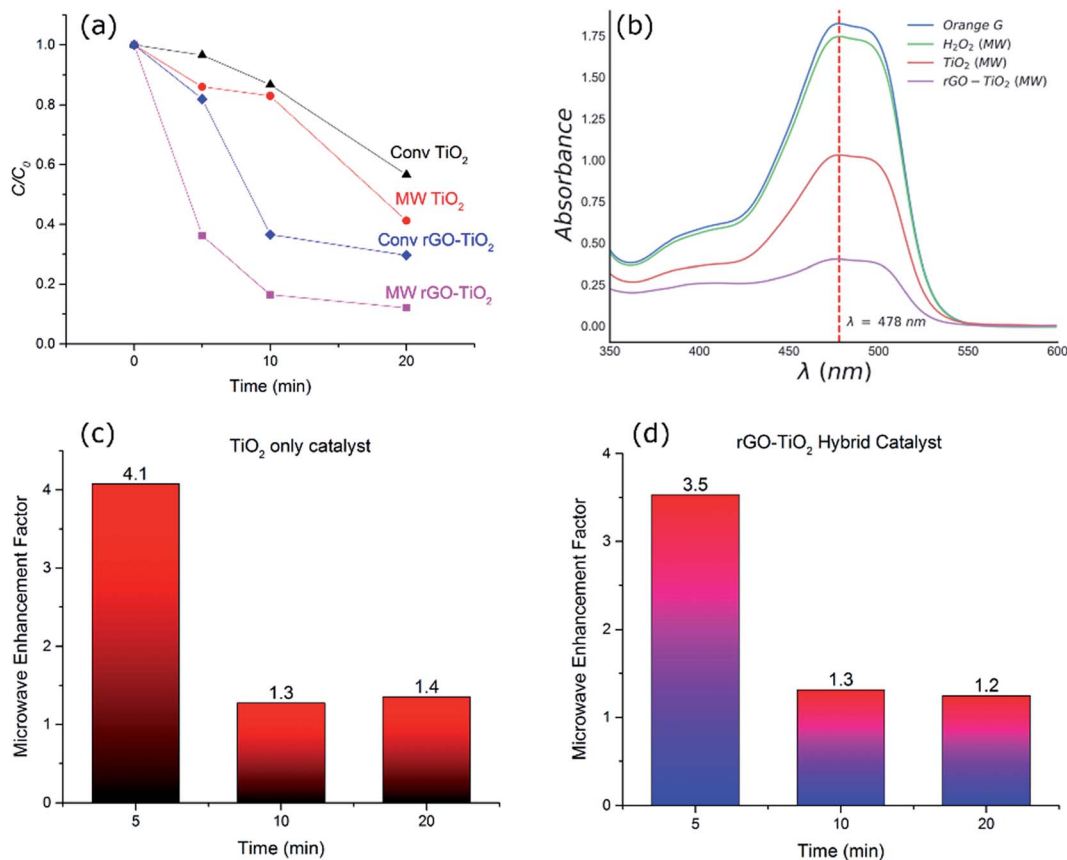 (a)
1.0
0.8
0.6
0.4
0.2
0.0
C/C₀
Conv TiO₂
MW TiO₂
Conv rGO-TiO₂
MW rGO-TiO₂
0 10 20
Time (min)
(b)
1.75
1.50
1.25
1.00
0.75
0.50
0.25
0.00
Absorbance
Orange G
H₂O₂ (MW)
TiO₂ (MW)
rGO − TiO₂ (MW)
λ = 478 nm
350 400 450 500 550 600
λ (nm)
(c)
TiO₂ only catalyst
4
3
2
1
0
Microwave Enhancement Factor
4.1
1.3
1.4
5 10 20
Time (min)
(d)
rGO-TiO₂ Hybrid Catalyst
4
3
2
1
0
Microwave Enhancement Factor
3.5
1.3
1.2
5 10 20
Time (min)